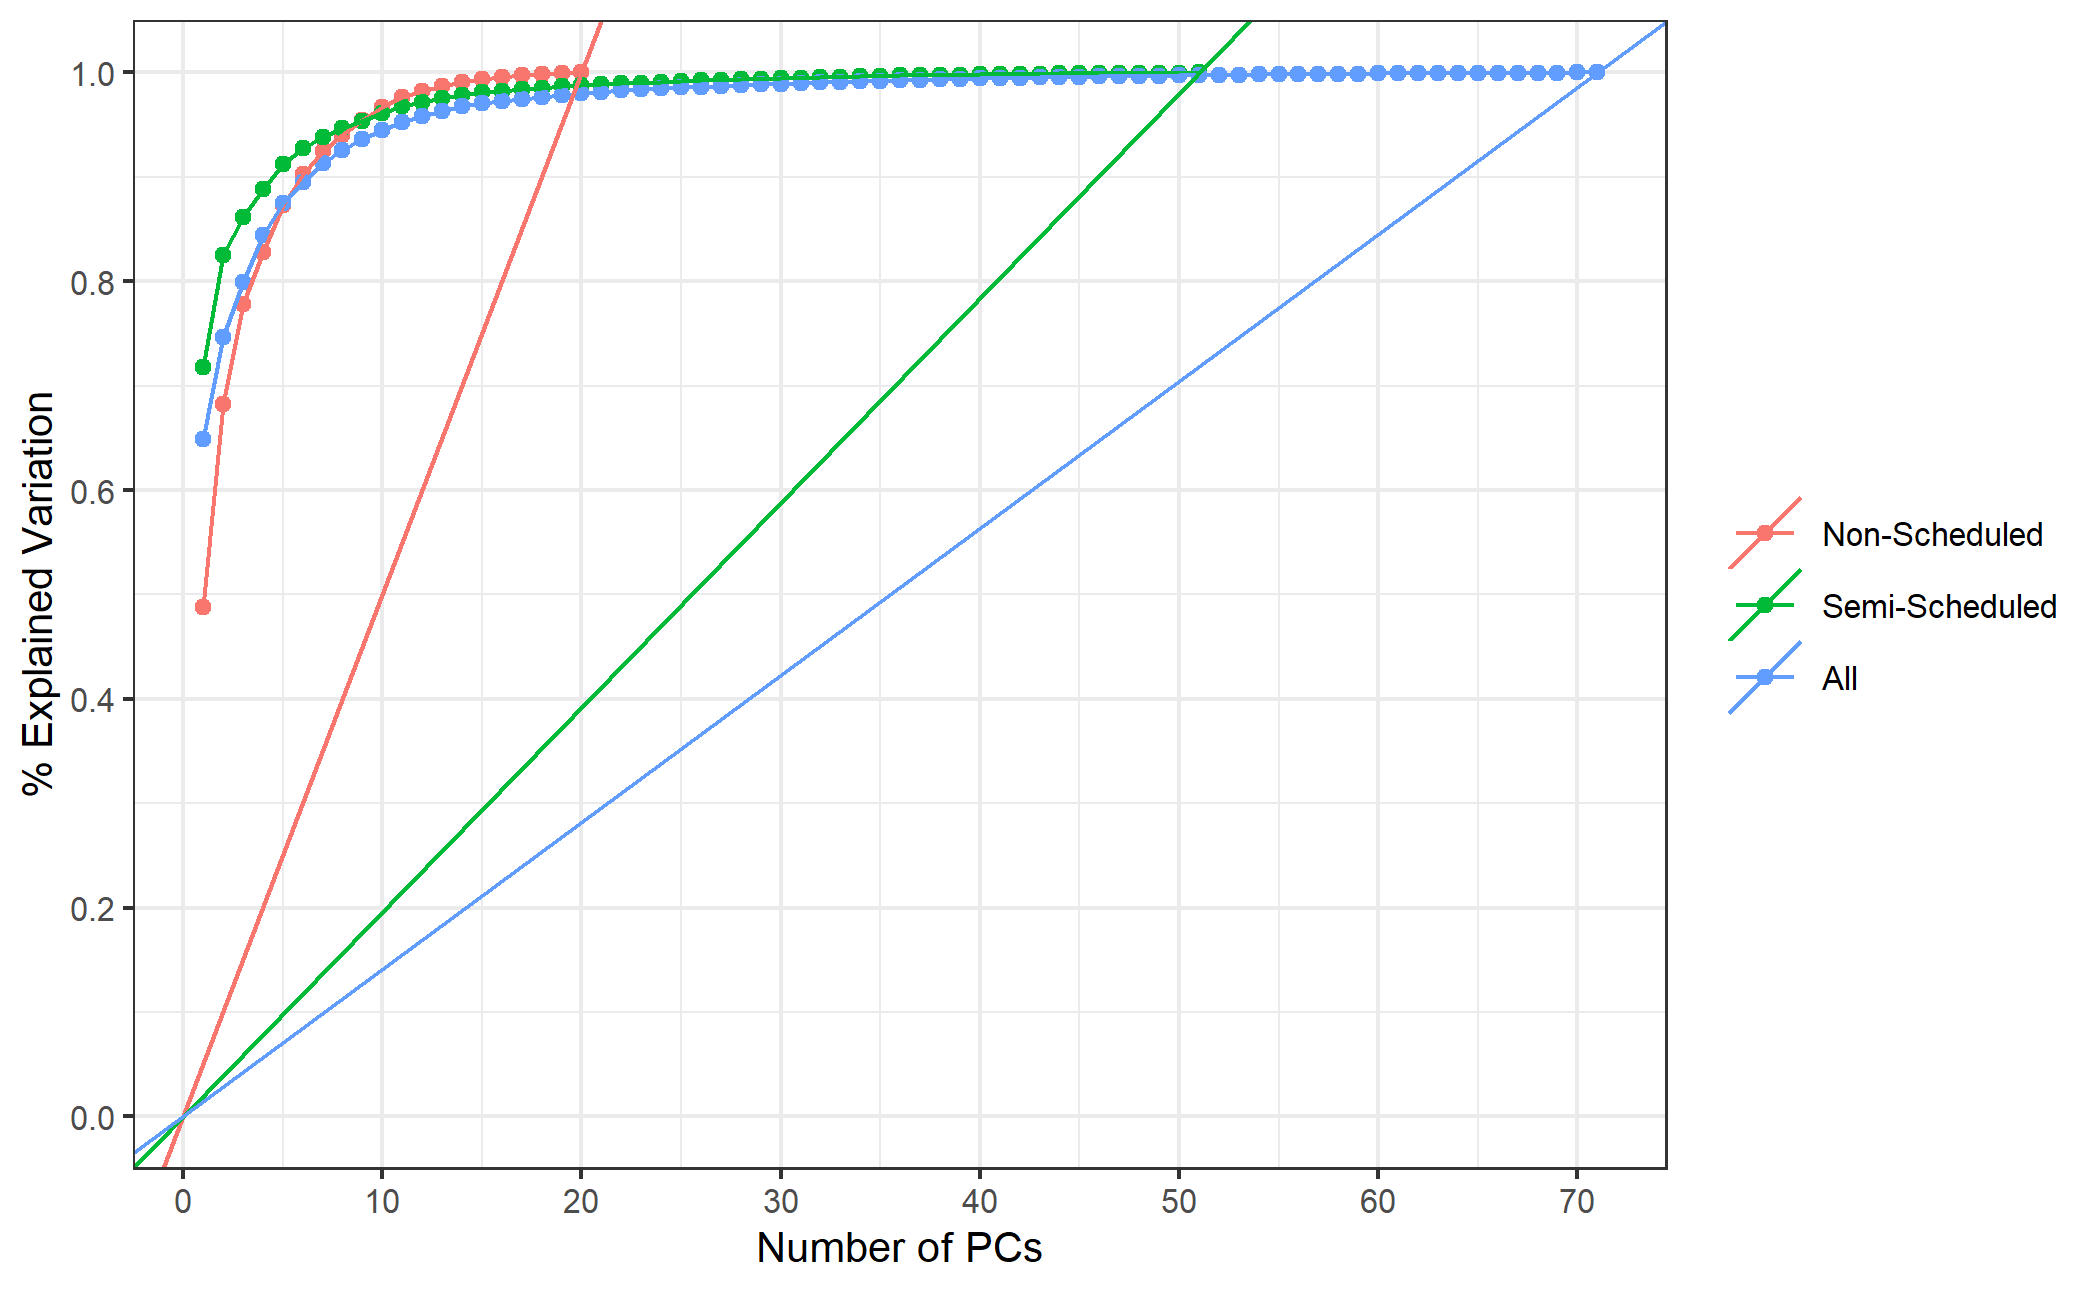 % Explained Variation
1.0
0.8
0.6
0.4
0.2
0.0
0 10 20 30 40 50 60 70
Number of PCs
Non-Scheduled
Semi-Scheduled
All